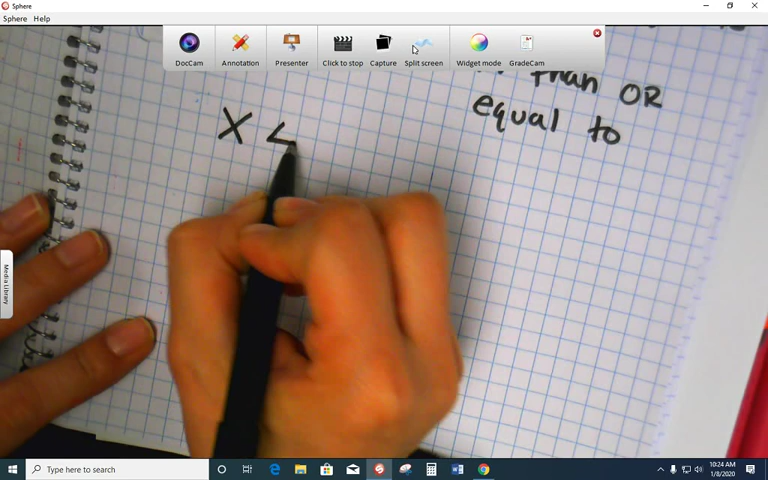 Sphere
Sphere Help
DocCam Annotation Presenter Click to stop Capture Split screen Widget mode GradeCam
than OR
equal to
X <
Media Library
Type here to search
10:24 AM
1/8/2020